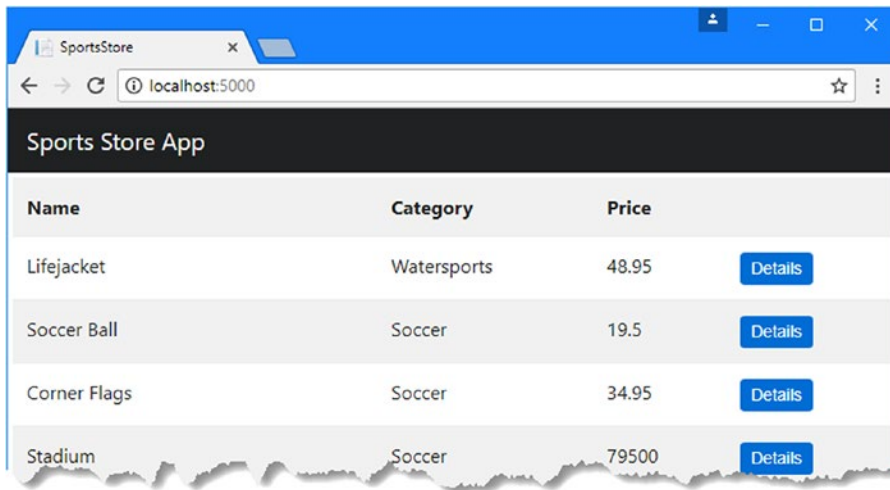 SportsStore
localhost:5000
Sports Store App
Name Category Price
Lifejacket Watersports 48.95 Details
Soccer Ball Soccer 19.5 Details
Corner Flags Soccer 34.95 Details
Stadium Soccer 79500 Details